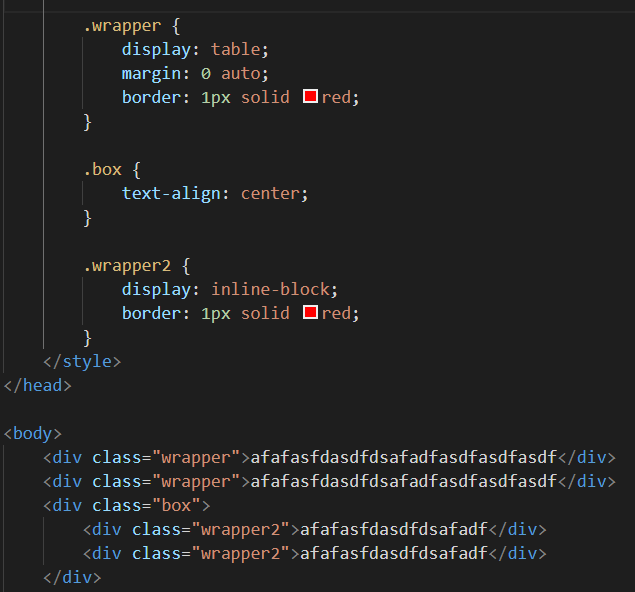 .wrapper {
display: table;
margin: 0 auto;
border: 1px solid red;
}
.box {
text-align: center;
}
.wrapper2 {
display: inline-block;
border: 1px solid red;
}
</style>
</head>
<body>
<div class="wrapper">afafasfdasdfdsafadfasdfasdfasdf</div>
<div class="wrapper">afafasfdasdfdsafadfasdfasdfasdf</div>
<div class="box">
<div class="wrapper2">afafasfdasdfdsafadf</div>
<div class="wrapper2">afafasfdasdfdsafadf</div>
</div>